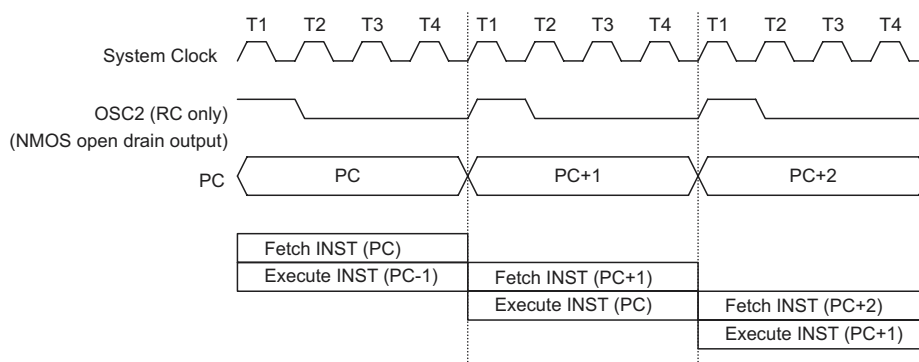 T1 T2 T3 T4 T1 T2 T3 T4 T1 T2 T3 T4
System Clock
OSC2 (RC only)
(NMOS open drain output)
PC PC PC+1 PC+2
Fetch INST (PC)
Execute INST (PC-1) Fetch INST (PC+1)
Execute INST (PC) Fetch INST (PC+2)
Execute INST (PC+1)